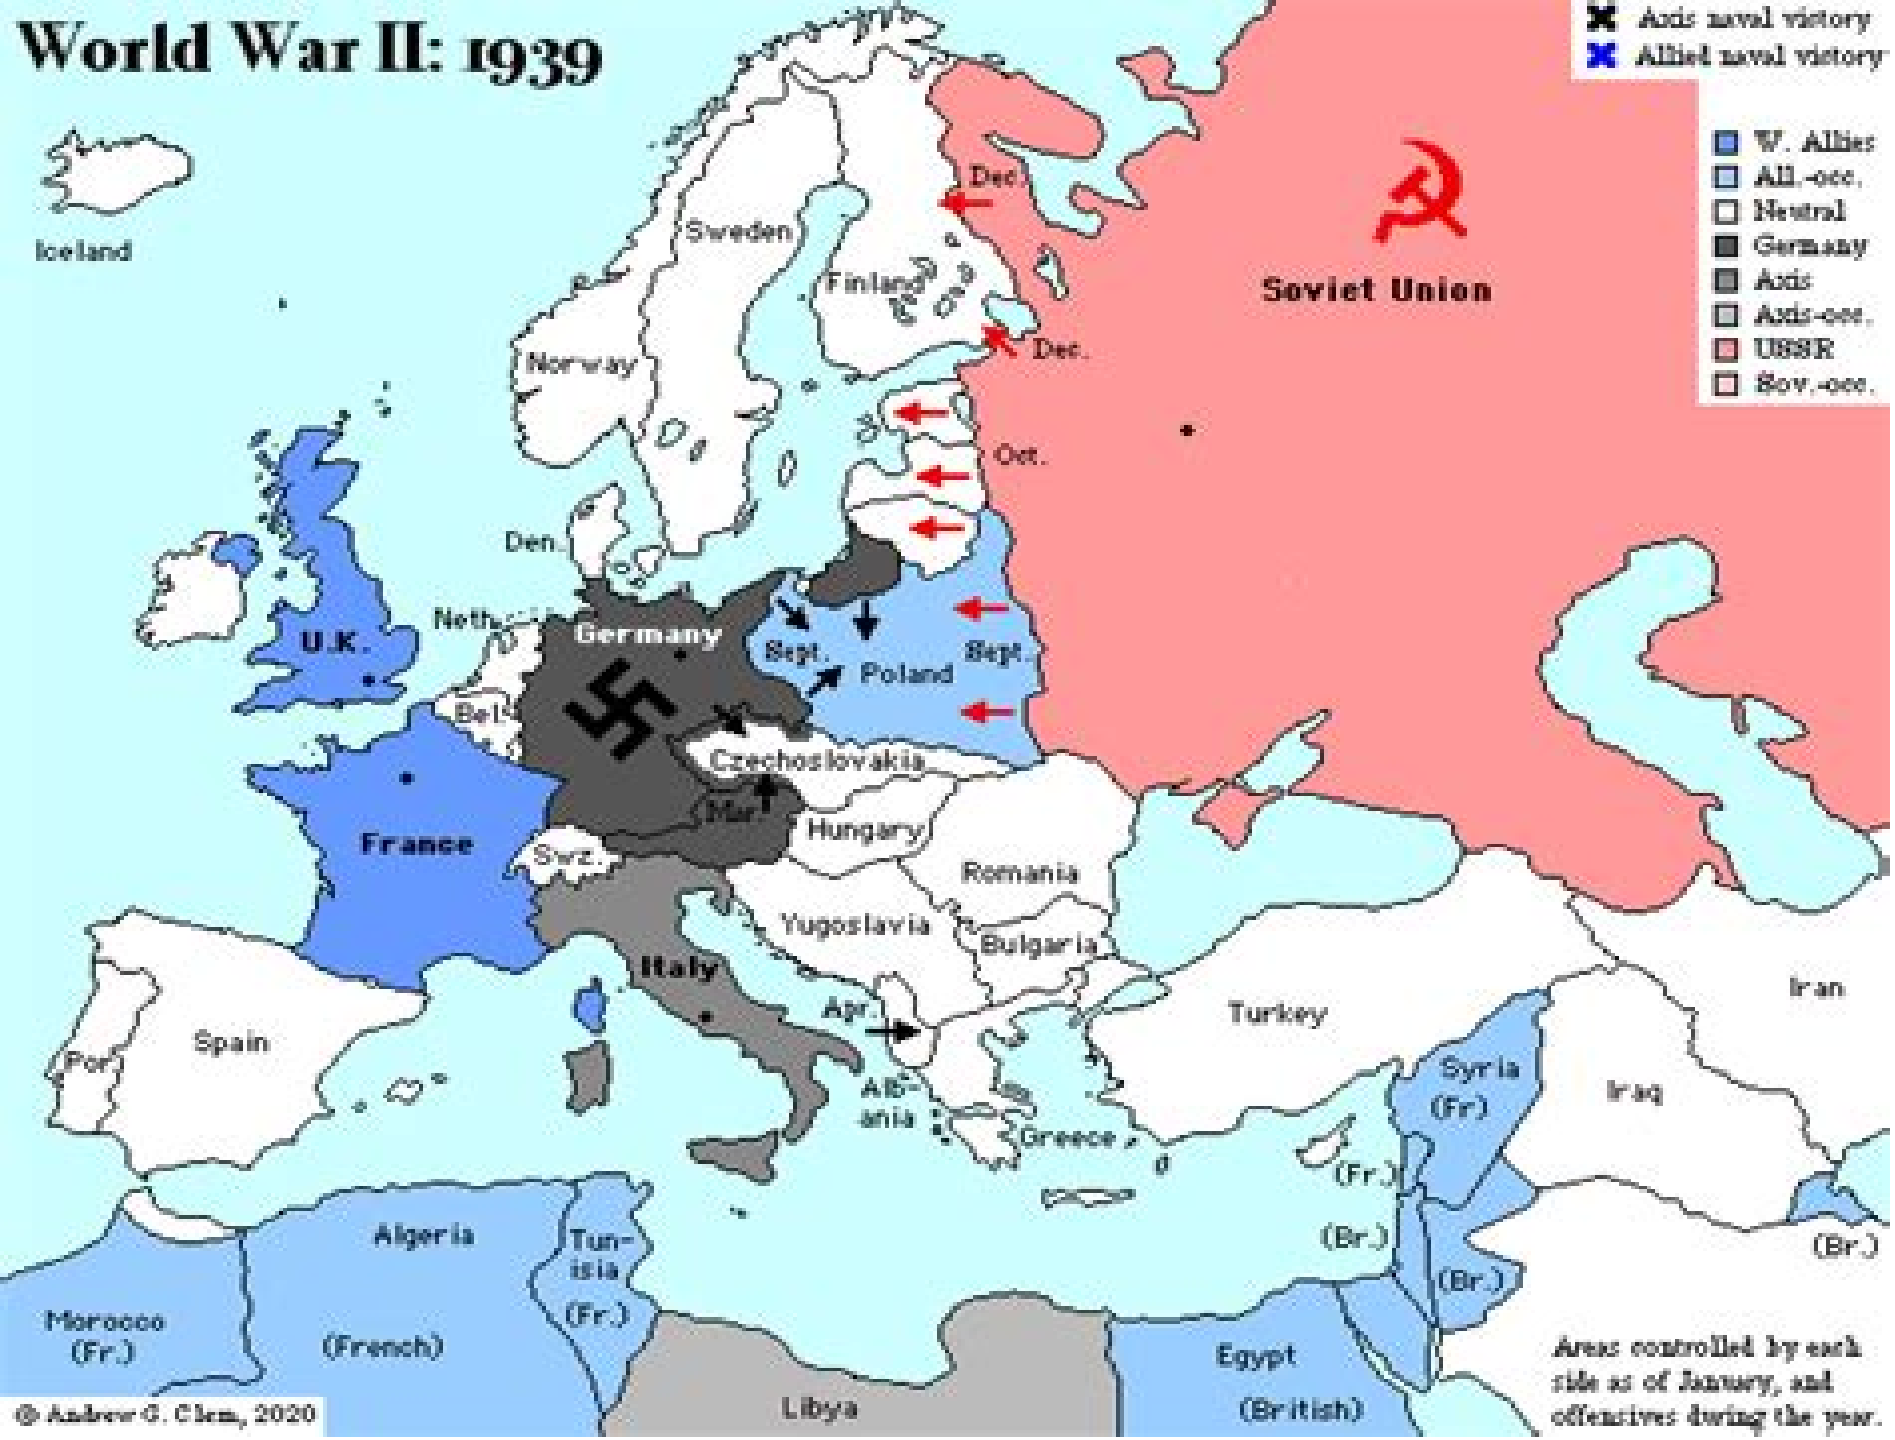 World War II: 1939
Axis naval victory
Allied naval victory
W. Allies
All.-occ.
Neutral
Germany
Axis
Axis-occ.
USSR
Sov.-occ.
Iceland
Sweden
Finland
Norway
Dec.
Dec.
Soviet Union
Oct.
Den.
Neth.
U.K.
Germany
Sept.
Poland
Sept.
Bel.
Czechoslovakia
Mar.
France
Swz.
Hungary
Romania
Yugoslavia
Bulgaria
Italy
Apr.
Alb-
ania
Greece
Turkey
Iran
Spain
Por.
Syria
(Fr)
Iraq
(Fr.)
(Br.)
(Br.)
(Br.)
Algeria
(French)
Tun-
isia
(Fr.)
Morocco
(Fr.)
Libya
Egypt
(British)
Areas controlled by each
side as of January, and
offensives during the year.
© Andrew G. Clem, 2020